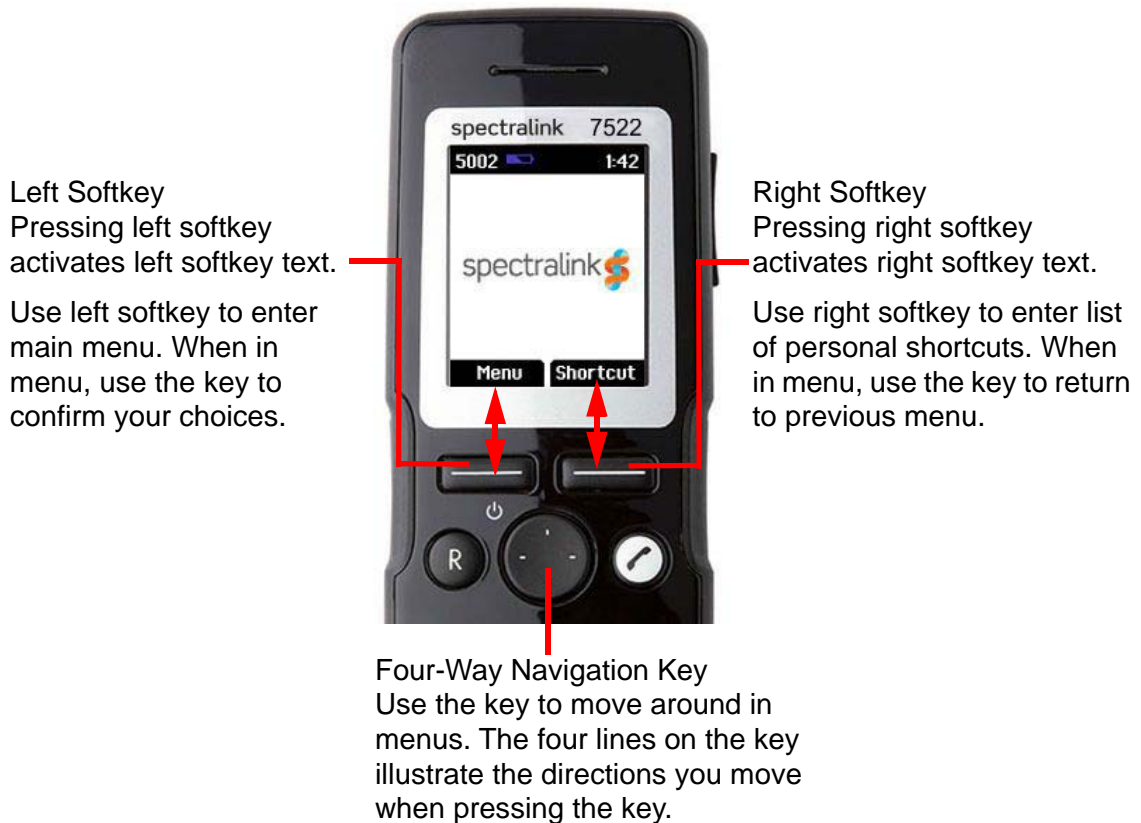 spectralink 7522
5002 1:42
spectralink
Menu Shortcut
R
Left Softkey
Pressing left softkey
activates left softkey text.
Use left softkey to enter
main menu. When in
menu, use the key to
confirm your choices.
Right Softkey
Pressing right softkey
activates right softkey text.
Use right softkey to enter list
of personal shortcuts. When
in menu, use the key to return
to previous menu.
Four-Way Navigation Key
Use the key to move around in
menus. The four lines on the key
illustrate the directions you move
when pressing the key.